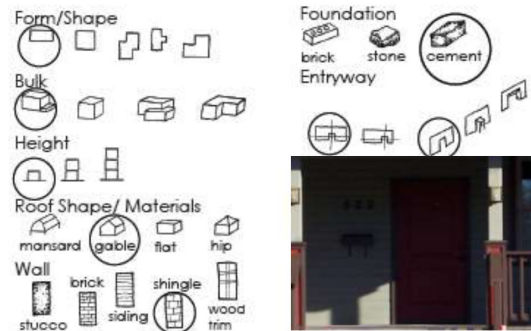 Form/Shape
Bulk
Height
Roof Shape/ Materials
mansard gable flat hip
Wall
stucco brick siding shingle wood trim
Foundation
brick stone cement
Entryway